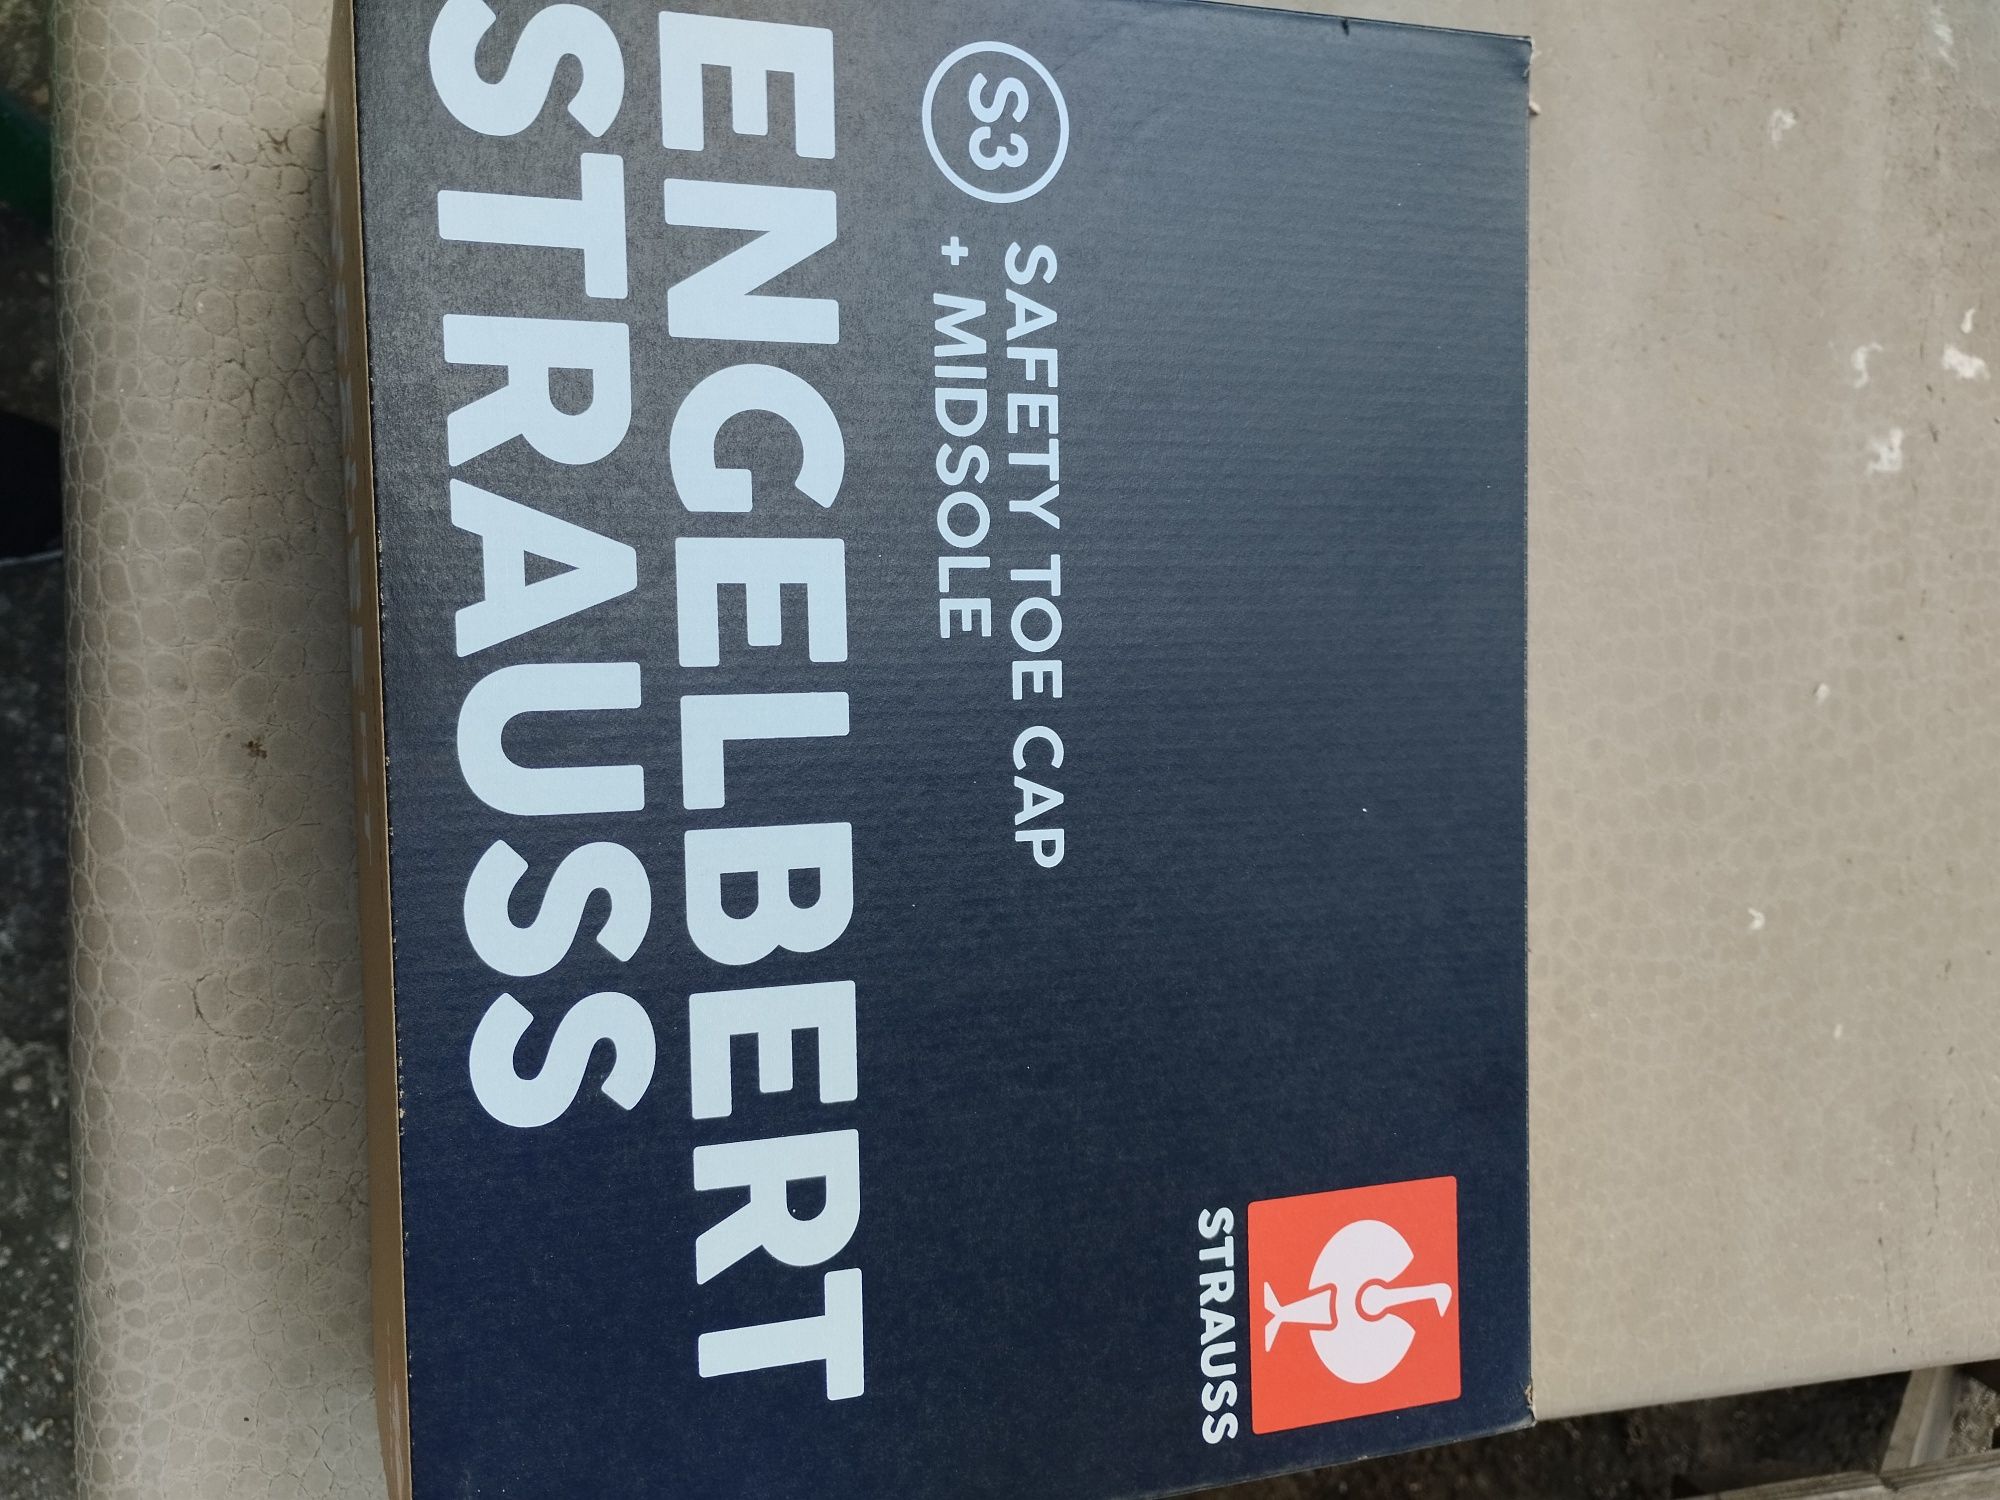 STRAUSS
S3
SAFETY TOE CAP
+ MIDSOLE
ENGELBERT
STRAUSS